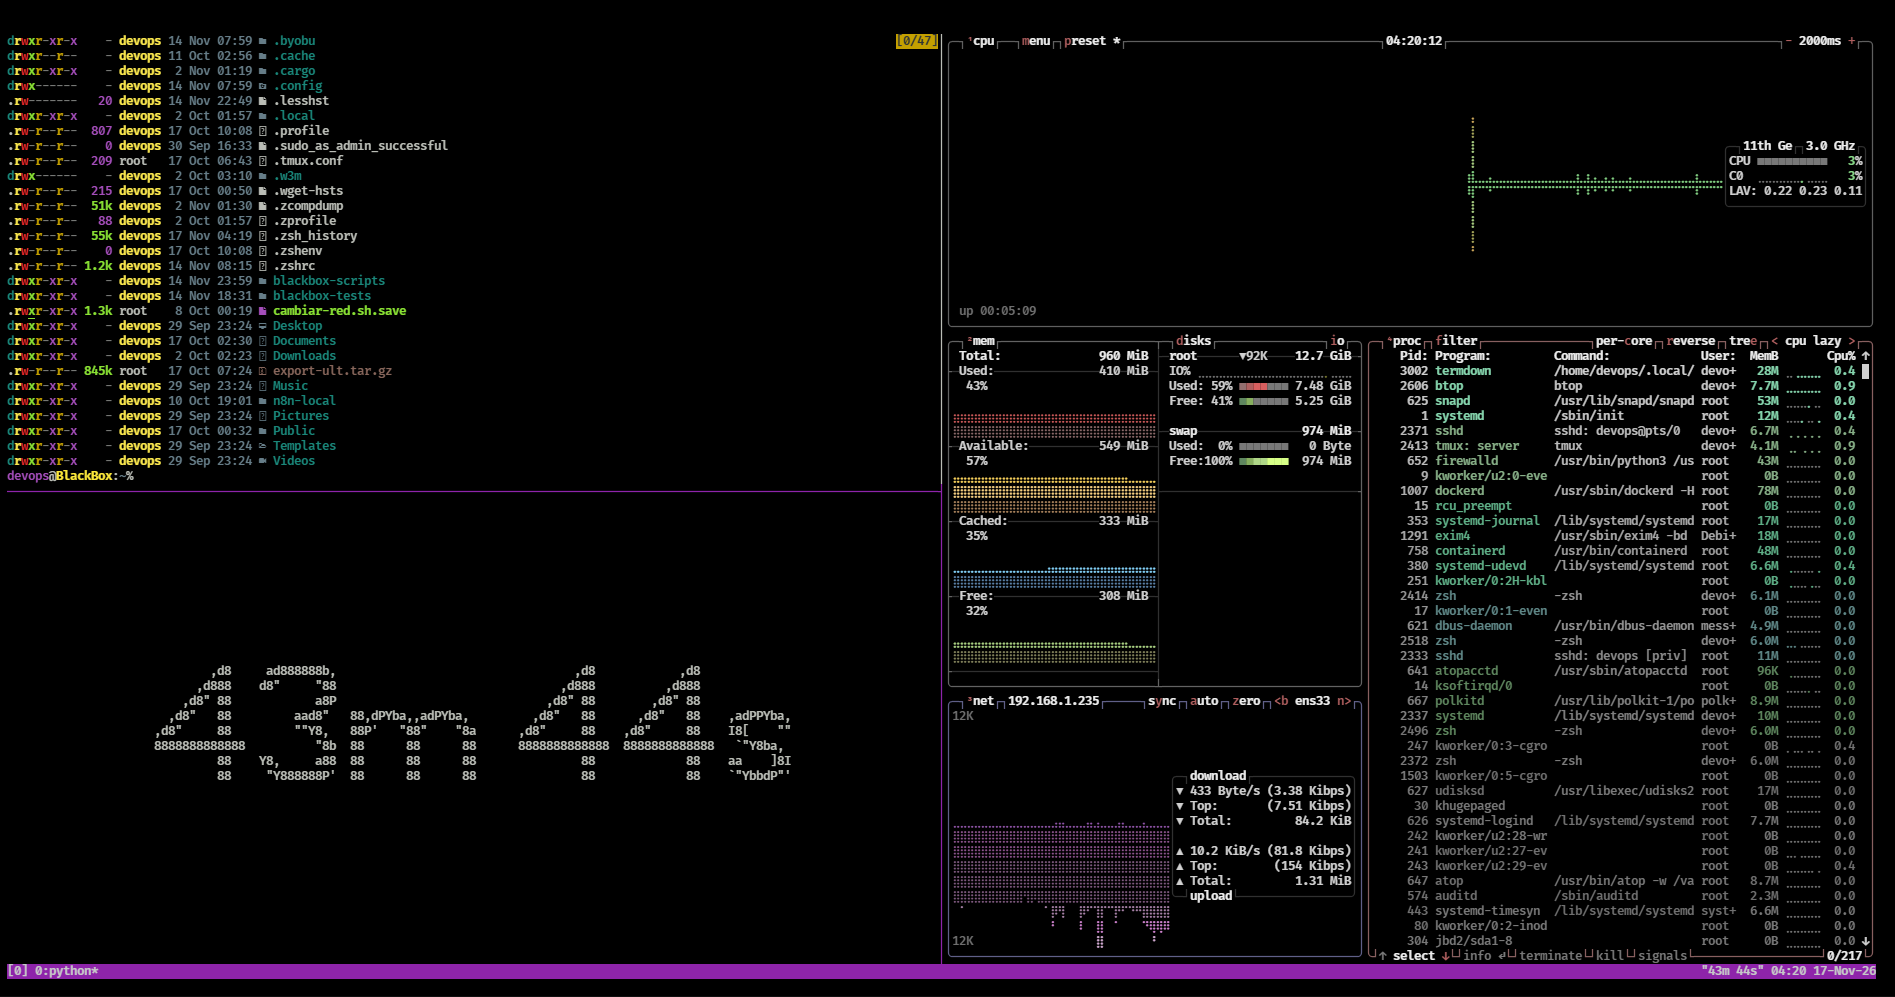 [0/47]
drwxr-xr-x - devops 14 Nov 07:59 .byobu
drwxr-xr-x - devops 11 Oct 02:56 .cache
drwxr-xr-x - devops 2 Nov 01:19 .cargo
drwx------ - devops 14 Nov 07:59 .config
.rw------- 20 devops 14 Nov 22:49 .lesshst
drwxr-xr-x - devops 2 Oct 01:57 .local
.rw-r--r-- 807 devops 17 Oct 10:08 .profile
.rw-r--r-- 0 devops 30 Sep 16:33 .sudo_as_admin_successful
.rw-r--r-- 209 root 17 Oct 06:43 .tmux.conf
drwx------ - devops 2 Oct 03:10 .w3m
.rw-r--r-- 215 devops 17 Oct 00:50 .wget-hsts
.rw-r--r-- 51k devops 2 Nov 01:30 .zcompdump
.rw-r--r-- 88 devops 2 Oct 01:57 .zprofile
.rw-r--r-- 55k devops 17 Nov 04:19 .zsh_history
.rw-r--r-- 0 devops 17 Oct 10:08 .zshenv
.rw-r--r-- 1.2k devops 14 Nov 08:15 .zshrc
drwxr-xr-x - devops 14 Nov 23:59 blackbox-scripts
drwxr-xr-x - devops 14 Nov 18:31 blackbox-tests
.rwxr-xr-x 1.3k root 8 Oct 00:19 cambiar-red.sh.save
drwxr-xr-x - devops 29 Sep 23:24 Desktop
drwxr-xr-x - devops 17 Oct 02:30 Documents
drwxr-xr-x - devops 2 Oct 02:23 Downloads
.rw-r--r-- 845k root 17 Oct 07:24 export-ult.tar.gz
drwxr-xr-x - devops 29 Sep 23:24 Music
drwxr-xr-x - devops 10 Oct 19:01 n8n-local
drwxr-xr-x - devops 29 Sep 23:24 Pictures
drwxr-xr-x - devops 17 Oct 00:32 Public
drwxr-xr-x - devops 29 Sep 23:24 Templates
drwxr-xr-x - devops 29 Sep 23:24 Videos
devops@BlackBox:~%
43m 44s
¹cpu menu preset * 04:20:12 - 2000ms +
11th Ge 3.0 GHz
CPU 3%
C0 3%
LAV: 0.22 0.23 0.11
up 00:05:09
²mem
Total: 960 MiB
Used: 410 MiB
43%
Available: 549 MiB
57%
Cached: 333 MiB
35%
Free: 308 MiB
32%
disks io
root ▼92K 12.7 GiB
IO%
Used: 59% 7.48 GiB
Free: 41% 5.25 GiB
swap 974 MiB
Used: 0% 0 Byte
Free:100% 974 MiB
³net 192.168.1.235 sync auto zero <b ens33 n>
12K
download
▼ 433 Byte/s (3.38 Kibps)
▼ Top: (7.51 Kibps)
▼ Total: 84.2 KiB
▲ 10.2 KiB/s (81.8 Kibps)
▲ Top: (154 Kibps)
▲ Total: 1.31 MiB
upload
12K
⁴proc filter per-core reverse tree < cpu lazy >
Pid: Program: Command: User: MemB Cpu% ↑
3002 termdown /home/devops/.local/ devo+ 28M 0.4
2606 btop btop devo+ 7.7M 0.9
625 snapd /usr/lib/snapd/snapd root 53M 0.0
1 systemd /sbin/init root 12M 0.4
2371 sshd sshd: devops@pts/0 devo+ 6.7M 0.4
2413 tmux: server tmux devo+ 4.1M 0.9
652 firewalld /usr/bin/python3 /us root 43M 0.0
9 kworker/u2:0-eve root 0B 0.0
1007 dockerd /usr/sbin/dockerd -H root 78M 0.0
15 rcu_preempt root 0B 0.0
353 systemd-journal /lib/systemd/systemd root 17M 0.0
1291 exim4 /usr/sbin/exim4 -bd Debi+ 18M 0.0
758 containerd /usr/bin/containerd root 48M 0.0
380 systemd-udevd /lib/systemd/systemd root 6.6M 0.4
251 kworker/0:2H-kbl root 0B 0.0
2414 zsh -zsh devo+ 6.1M 0.0
17 kworker/0:1-even root 0B 0.0
621 dbus-daemon /usr/bin/dbus-daemon mess+ 4.9M 0.0
2518 zsh -zsh devo+ 6.0M 0.0
2333 sshd sshd: devops [priv] root 11M 0.0
641 atopacctd /usr/sbin/atopacctd root 96K 0.0
14 ksoftirqd/0 root 0B 0.0
667 polkitd /usr/lib/polkit-1/po polk+ 8.9M 0.0
2337 systemd /lib/systemd/systemd devo+ 10M 0.0
2496 zsh -zsh devo+ 6.0M 0.0
247 kworker/0:3-cgro root 0B 0.4
2372 zsh -zsh devo+ 6.0M 0.0
1503 kworker/0:5-cgro root 0B 0.0
627 udisksd /usr/libexec/udisks2 root 17M 0.0
30 khugepaged root 0B 0.0
626 systemd-logind /lib/systemd/systemd root 7.7M 0.0
242 kworker/u2:28-wr root 0B 0.0
241 kworker/u2:27-ev root 0B 0.0
243 kworker/u2:29-ev root 0B 0.4
647 atop /usr/bin/atop -w /va root 8.7M 0.0
574 auditd /sbin/auditd root 2.3M 0.0
443 systemd-timesyn /lib/systemd/systemd syst+ 6.6M 0.0
80 kworker/0:2-inod root 0B 0.0
304 jbd2/sda1-8 root 0B 0.0 ↓
↑ select ↓ info ↵ terminate kill signals 0/217
[0] 0:python* "43m 44s" 04:20 17-Nov-26